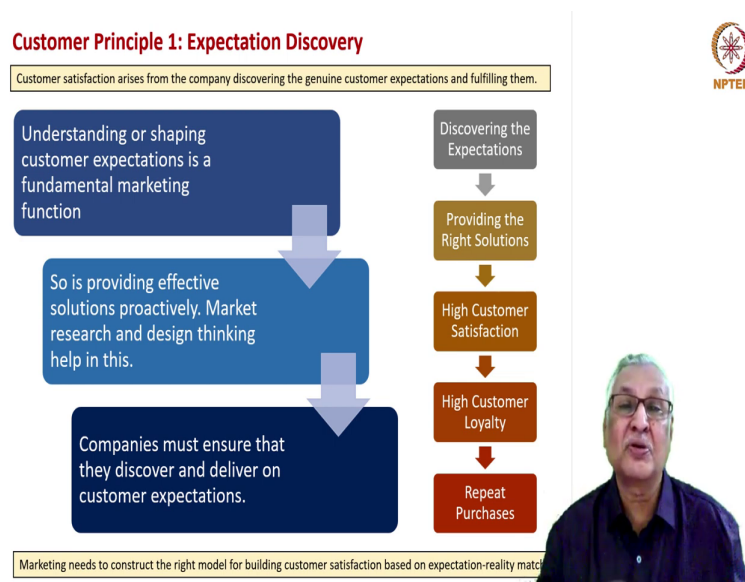 Customer Principle 1: Expectation Discovery
Customer satisfaction arises from the company discovering the genuine customer expectations and fulfilling them.
Understanding or shaping
customer expectations is a
fundamental marketing
function
So is providing effective
solutions proactively. Market
research and design thinking
help in this.
Companies must ensure that
they discover and deliver on
customer expectations.
Discovering the
Expectations
Providing the
Right Solutions
High Customer
Satisfaction
High Customer
Loyalty
Repeat
Purchases
Marketing needs to construct the right model for building customer satisfaction based on expectation-reality